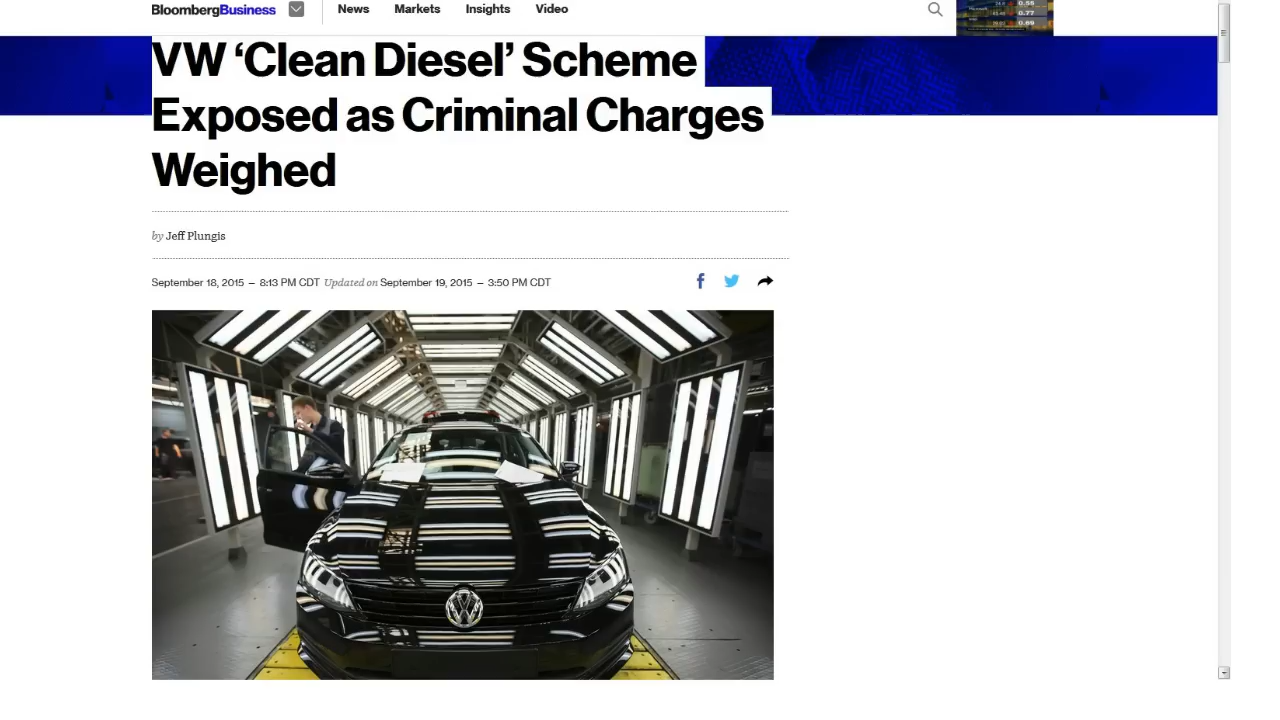 BloombergBusiness
News Markets Insights Video
VW ‘Clean Diesel’ Scheme
Exposed as Criminal Charges
Weighed
by Jeff Plungis
September 18, 2015 – 8:13 PM CDT Updated on September 19, 2015 – 3:50 PM CDT